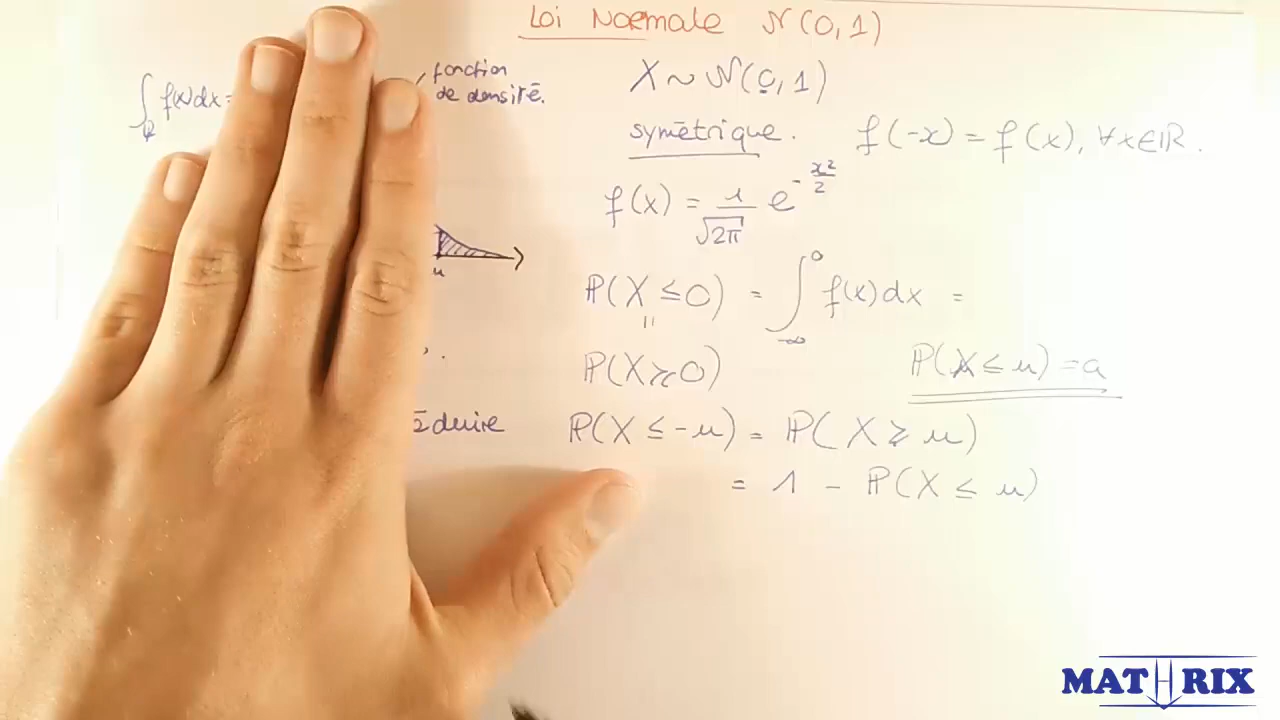 Loi Normale N(0,1)
∫ℝ f(x)dx =
fonction
de densité.
X ~ N(0,1)
symétrique. f(-x) = f(x), ∀x∈ℝ.
f(x) = 1/√2π e^(-x²/2)
u
P(X ≤ 0) = ∫_{-∞}^{0} f(x)dx =
=
P(X ≥ 0)
P(X ≤ u) = a
P(X ≤ -u) = P(X ≥ u)
= 1 - P(X ≤ u)
MATHRIX